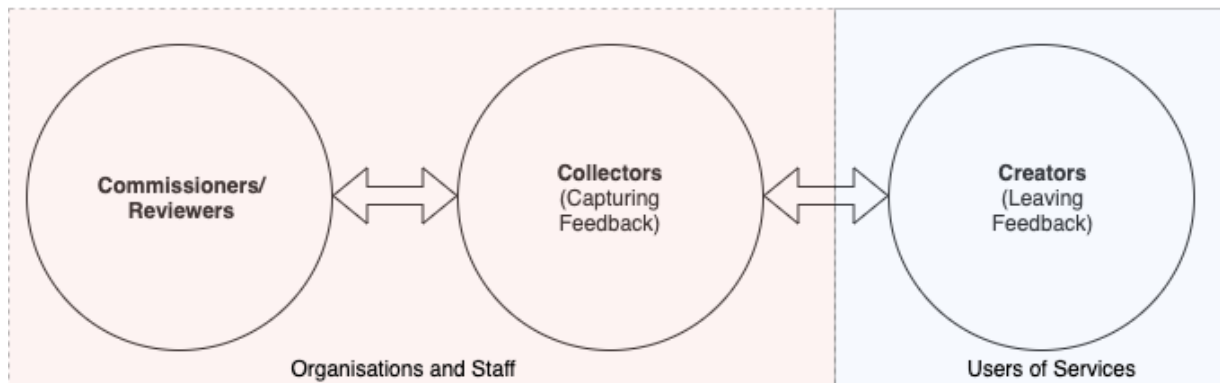 Commissioners/
Reviewers
Collectors
(Capturing
Feedback)
Creators
(Leaving
Feedback)
Organisations and Staff
Users of Services